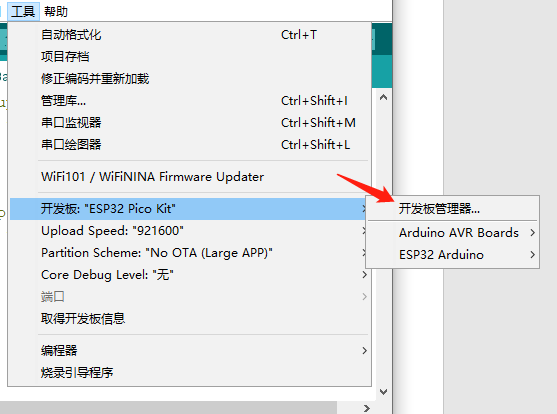 工具 帮助
自动格式化 Ctrl+T
项目存档
修正编码并重新加载
管理库... Ctrl+Shift+I
串口监视器 Ctrl+Shift+M
串口绘图器 Ctrl+Shift+L
WiFi101 / WiFiNINA Firmware Updater
开发板: "ESP32 Pico Kit"
Upload Speed: "921600"
Partition Scheme: "No OTA (Large APP)"
Core Debug Level: "无"
端口
取得开发板信息
编程器
烧录引导程序
开发板管理器...
Arduino AVR Boards
ESP32 Arduino